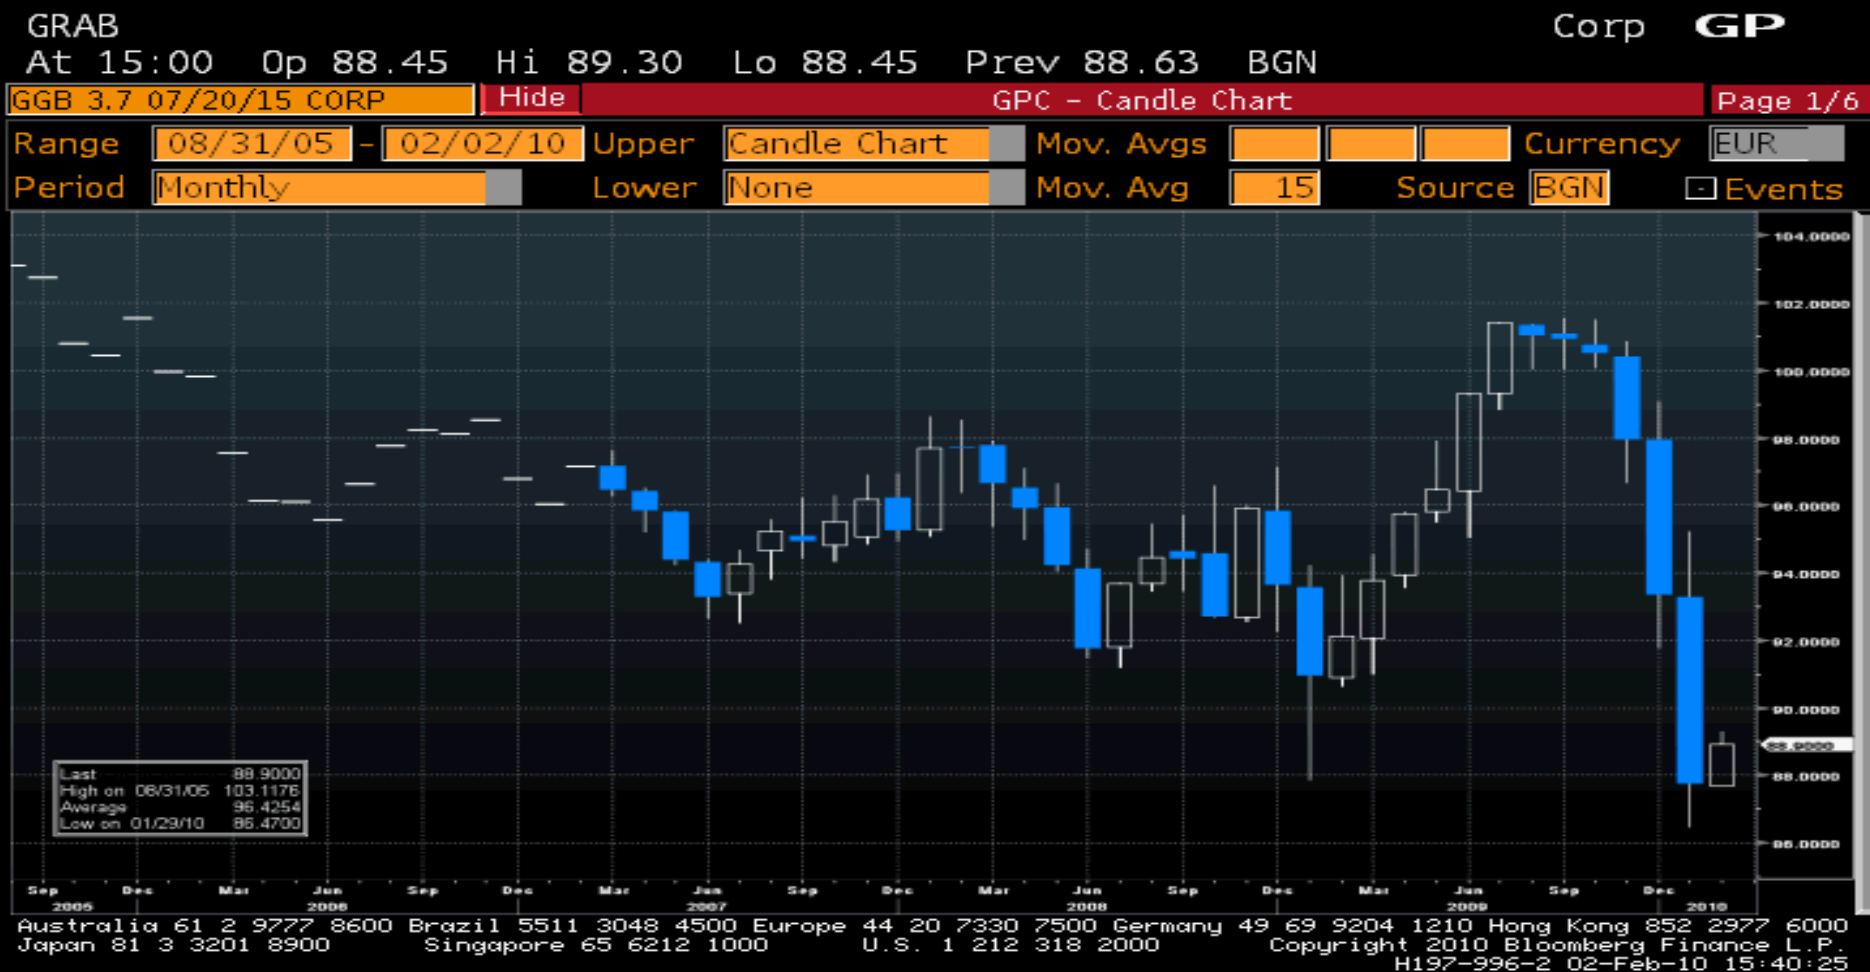 GRAB Corp GP
At 15:00 Op 88.45 Hi 89.30 Lo 88.45 Prev 88.63 BGN
GGB 3.7 07/20/15 CORP Hide GPC - Candle Chart Page 1/6
Range 08/31/05 - 02/02/10 Upper Candle Chart Mov. Avgs Currency EUR
Period Monthly Lower None Mov. Avg 15 Source BGN Events
104.0000
102.0000
100.0000
98.0000
96.0000
94.0000
92.0000
90.0000
88.9000
88.0000
86.0000
Last 88.9000
High on 08/31/05 103.1176
Average 96.4254
Low on 01/29/10 86.4700
Sep Dec Mar Jun Sep Dec Mar Jun Sep Dec Mar Jun Sep Dec Mar Jun Sep Dec
2005 2006 2007 2008 2009 2010
Australia 61 2 9777 8600 Brazil 5511 3048 4500 Europe 44 20 7330 7500 Germany 49 69 9204 1210 Hong Kong 852 2977 6000
Japan 81 3 3201 8900 Singapore 65 6212 1000 U.S. 1 212 318 2000 Copyright 2010 Bloomberg Finance L.P.
H197-996-2 02-Feb-10 15:40:25